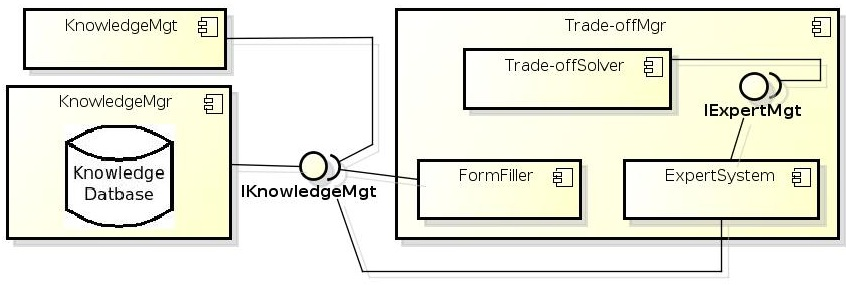 KnowledgeMgt
Trade-offMgr
Trade-offSolver
KnowledgeMgr
IExpertMgt
Knowledge
Datbase
IKnowledgeMgt
FormFiller
ExpertSystem